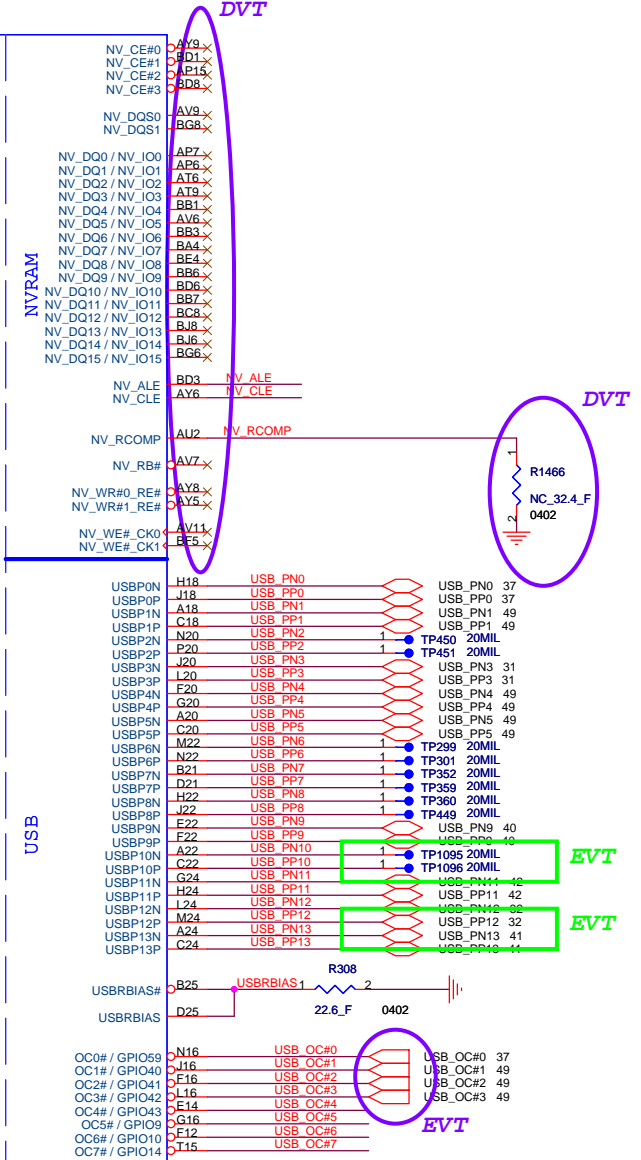 DVT
NV_CE#0 AY9
NV_CE#1 BD1
NV_CE#2 AP15
NV_CE#3 BD8
NV_DQS0 AV9
NV_DQS1 BG8
NV_DQ0 / NV_IO0 AP7
NV_DQ1 / NV_IO1 AP6
NV_DQ2 / NV_IO2 AT6
NV_DQ3 / NV_IO3 AT9
NV_DQ4 / NV_IO4 BB1
NV_DQ5 / NV_IO5 AV6
NV_DQ6 / NV_IO6 BB3
NV_DQ7 / NV_IO7 BA4
NV_DQ8 / NV_IO8 BE4
NV_DQ9 / NV_IO9 BB6
NV_DQ10 / NV_IO10 BD6
NV_DQ11 / NV_IO11 BB7
NV_DQ12 / NV_IO12 BC8
NV_DQ13 / NV_IO13 BJ8
NV_DQ14 / NV_IO14 BJ6
NV_DQ15 / NV_IO15 BG6
NVRAM
NV_ALE BD3 NV_ALE
NV_CLE AY6 NV_CLE
DVT
NV_RCOMP AU2 NV_RCOMP
1
R1466
NC_32.4_F
2 0402
NV_RB# AV7
NV_WR#0_RE# AY8
NV_WR#1_RE# AY5
NV_WE#_CK0 AV11
NV_WE#_CK1 BF5
USBP0N H18 USB_PN0 USB_PN0 37
USBP0P J18 USB_PP0 USB_PP0 37
USBP1N A18 USB_PN1 USB_PN1 49
USBP1P C18 USB_PP1 USB_PP1 49
USBP2N N20 USB_PN2 1 TP450 20MIL
USBP2P P20 USB_PP2 1 TP451 20MIL
USBP3N J20 USB_PN3 USB_PN3 31
USBP3P L20 USB_PP3 USB_PP3 31
USBP4N F20 USB_PN4 USB_PN4 49
USBP4P G20 USB_PP4 USB_PP4 49
USBP5N A20 USB_PN5 USB_PN5 49
USBP5P C20 USB_PP5 USB_PP5 49
USBP6N M22 USB_PN6 1 TP299 20MIL
USBP6P N22 USB_PP6 1 TP301 20MIL
USBP7N B21 USB_PN7 1 TP352 20MIL
USBP7P D21 USB_PP7 1 TP359 20MIL
USBP8N H22 USB_PN8 1 TP360 20MIL
USBP8P J22 USB_PP8 1 TP449 20MIL
USBP9N E22 USB_PN9 USB_PN9 40
USBP9P F22 USB_PP9 USB_PP9 40
USBP10N A22 USB_PN10 1 TP1095 20MIL
USBP10P C22 USB_PP10 1 TP1096 20MIL
EVT
USBP11N G24 USB_PN11 USB_PN11 42
USBP11P H24 USB_PP11 USB_PP11 42
USBP12N L24 USB_PN12 USB_PN12 32
USBP12P M24 USB_PP12 USB_PP12 32
USBP13N A24 USB_PN13 USB_PN13 41
USBP13P C24 USB_PP13 USB_PP13 41
EVT
USB
USBRBIAS# B25 USBRBIAS 1 R308 2
22.6_F 0402
USBRBIAS D25
OC0# / GPIO59 N16 USB_OC#0 USB_OC#0 37
OC1# / GPIO40 J16 USB_OC#1 USB_OC#1 49
OC2# / GPIO41 F16 USB_OC#2 USB_OC#2 49
OC3# / GPIO42 L16 USB_OC#3 USB_OC#3 49
OC4# / GPIO43 E14 USB_OC#4
OC5# / GPIO9 G16 USB_OC#5
OC6# / GPIO10 F12 USB_OC#6
OC7# / GPIO14 T15 USB_OC#7
EVT